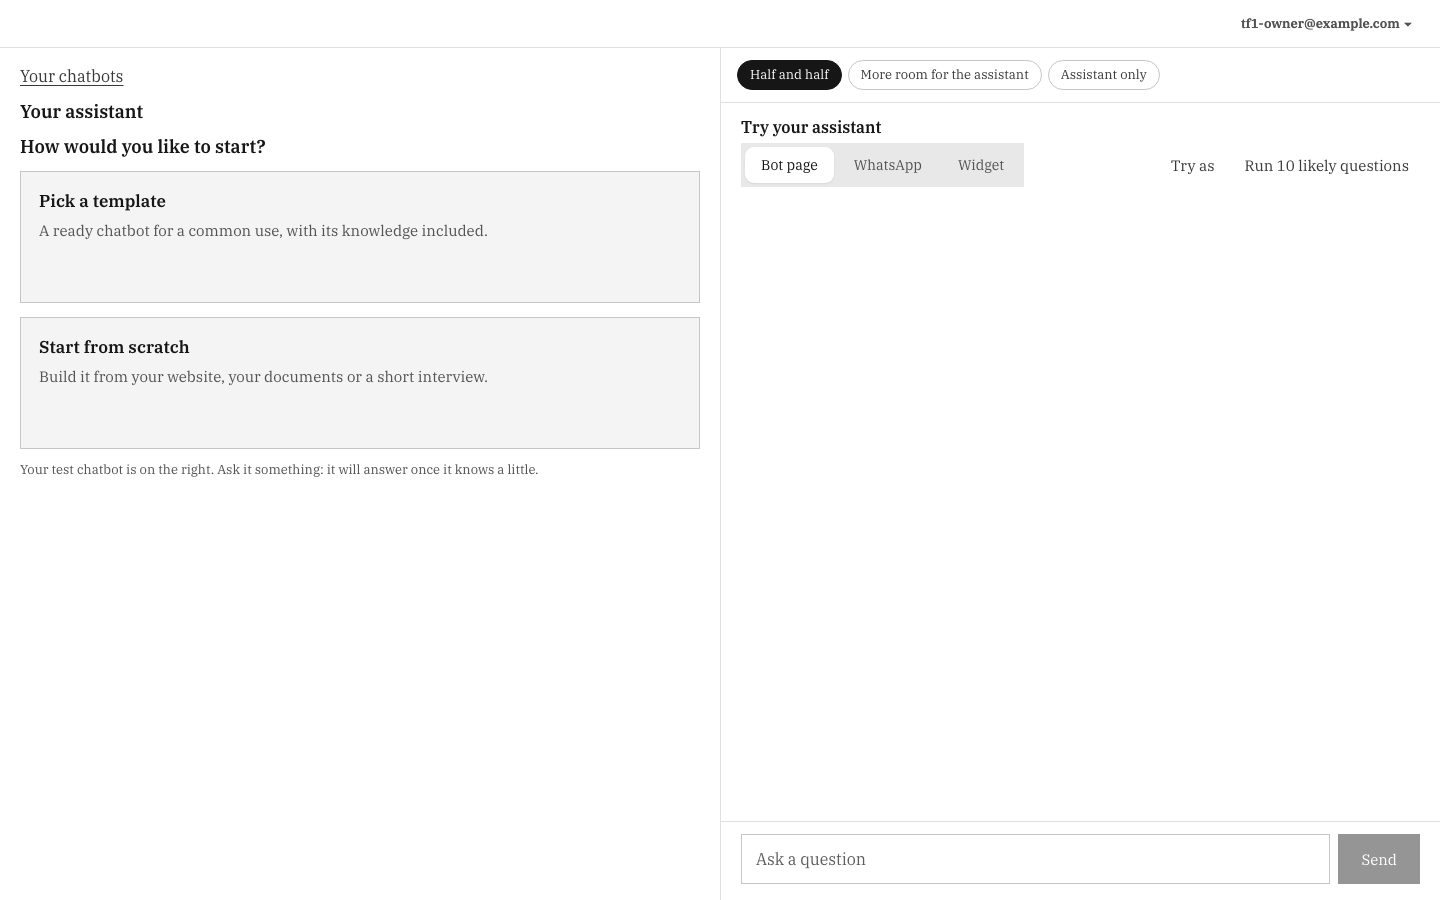 tf1-owner@example.com
Your chatbots
Your assistant
How would you like to start?
Pick a template
A ready chatbot for a common use, with its knowledge included.
Start from scratch
Build it from your website, your documents or a short interview.
Your test chatbot is on the right. Ask it something: it will answer once it knows a little.
Half and half
More room for the assistant
Assistant only
Try your assistant
Bot page
WhatsApp
Widget
Try as
Run 10 likely questions
Ask a question
Send